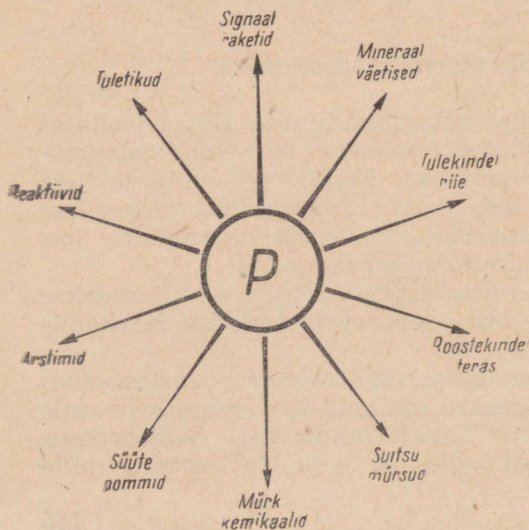 Signaal
raketid
Mineraal
väetised
Tulekindel
riie
Roostekindel
teras
Suitsu
mürsud
Mürk
kemikaalid
Süüte
pommid
Arstimid
Reaktiivid
Tuletikud
P